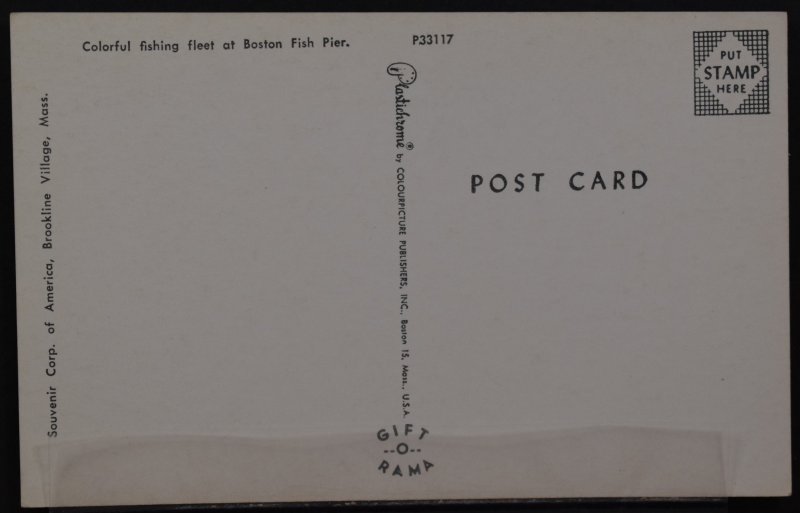 Colorful fishing fleet at Boston Fish Pier.
P33117
PUT
STAMP
HERE
Souvenir Corp. of America, Brookline Village, Mass.
Plastichrome® by COLOURPICTURE PUBLISHERS, INC., Boston 15, Mass., U.S.A.
POST CARD
GIFT
--O--
RAMA